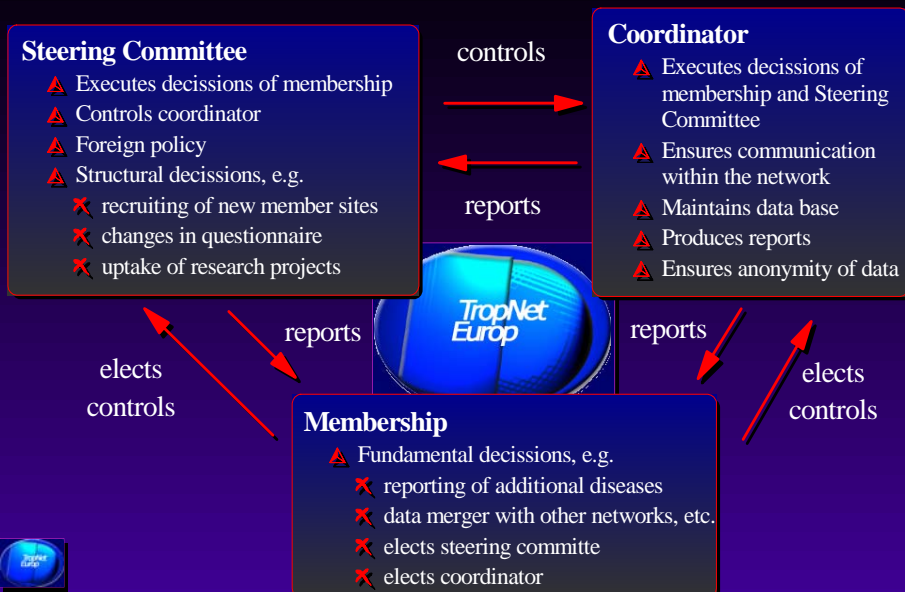 Steering Committee
Executes decissions of membership
Controls coordinator
Foreign policy
Structural decissions, e.g.
recruiting of new member sites
changes in questionnaire
uptake of research projects
controls
reports
Coordinator
Executes decissions of
membership and Steering
Committee
Ensures communication
within the network
Maintains data base
Produces reports
Ensures anonymity of data
TropNet
Europ
reports
elects
controls
reports
elects
controls
Membership
Fundamental decissions, e.g.
reporting of additional diseases
data merger with other networks, etc.
elects steering committe
elects coordinator
TropNet
Europ